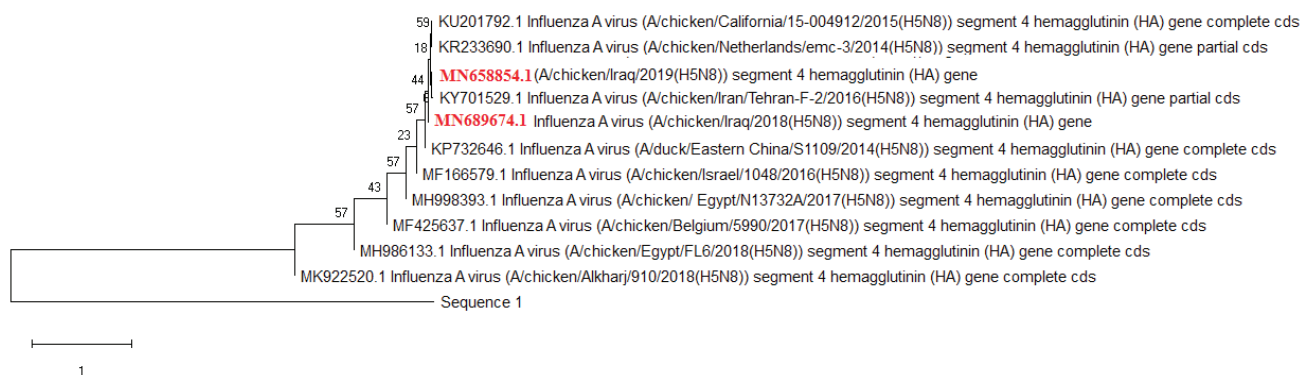 59 KU201792.1 Influenza A virus (A/chicken/California/15-004912/2015(H5N8)) segment 4 hemagglutinin (HA) gene complete cds
18 KR233690.1 Influenza A virus (A/chicken/Netherlands/emc-3/2014(H5N8)) segment 4 hemagglutinin (HA) gene partial cds
44 MN658854.1 (A/chicken/Iraq/2019(H5N8)) segment 4 hemagglutinin (HA) gene
KY701529.1 Influenza A virus (A/chicken/Iran/Tehran-F-2/2016(H5N8)) segment 4 hemagglutinin (HA) gene partial cds
57 MN689674.1 Influenza A virus (A/chicken/Iraq/2018(H5N8)) segment 4 hemagglutinin (HA) gene
23 KP732646.1 Influenza A virus (A/duck/Eastern China/S1109/2014(H5N8)) segment 4 hemagglutinin (HA) gene complete cds
57 MF166579.1 Influenza A virus (A/chicken/Israel/1048/2016(H5N8)) segment 4 hemagglutinin (HA) gene complete cds
43 MH998393.1 Influenza A virus (A/chicken/ Egypt/N13732A/2017(H5N8)) segment 4 hemagglutinin (HA) gene complete cds
57 MF425637.1 Influenza A virus (A/chicken/Belgium/5990/2017(H5N8)) segment 4 hemagglutinin (HA) gene complete cds
MH986133.1 Influenza A virus (A/chicken/Egypt/FL6/2018(H5N8)) segment 4 hemagglutinin (HA) gene complete cds
MK922520.1 Influenza A virus (A/chicken/Alkharj/910/2018(H5N8)) segment 4 hemagglutinin (HA) gene complete cds
Sequence 1
1